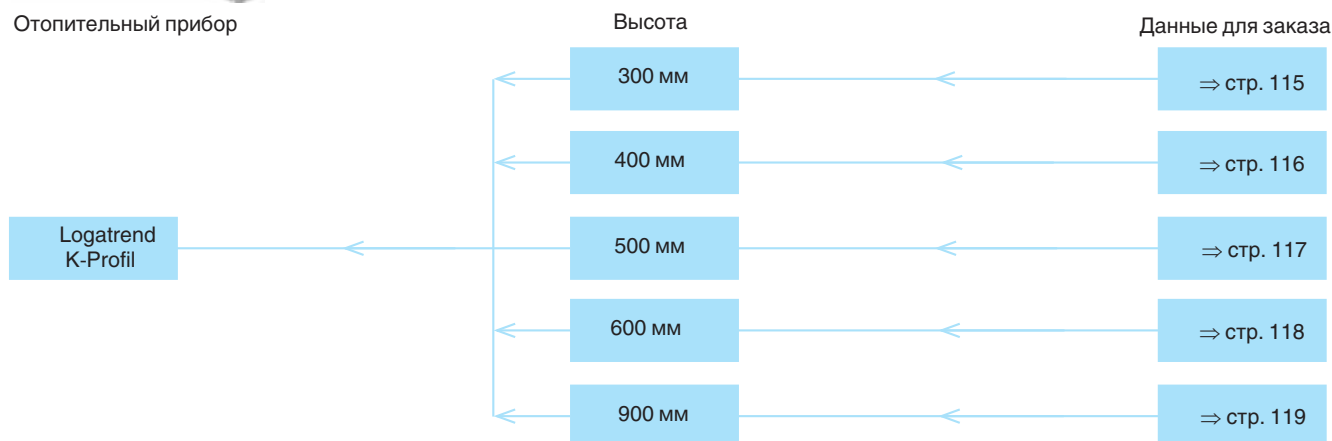 Отопительный прибор
Высота
Данные для заказа
300 мм
⇒ стр. 115
400 мм
⇒ стр. 116
Logatrend
K-Profil
500 мм
⇒ стр. 117
600 мм
⇒ стр. 118
900 мм
⇒ стр. 119